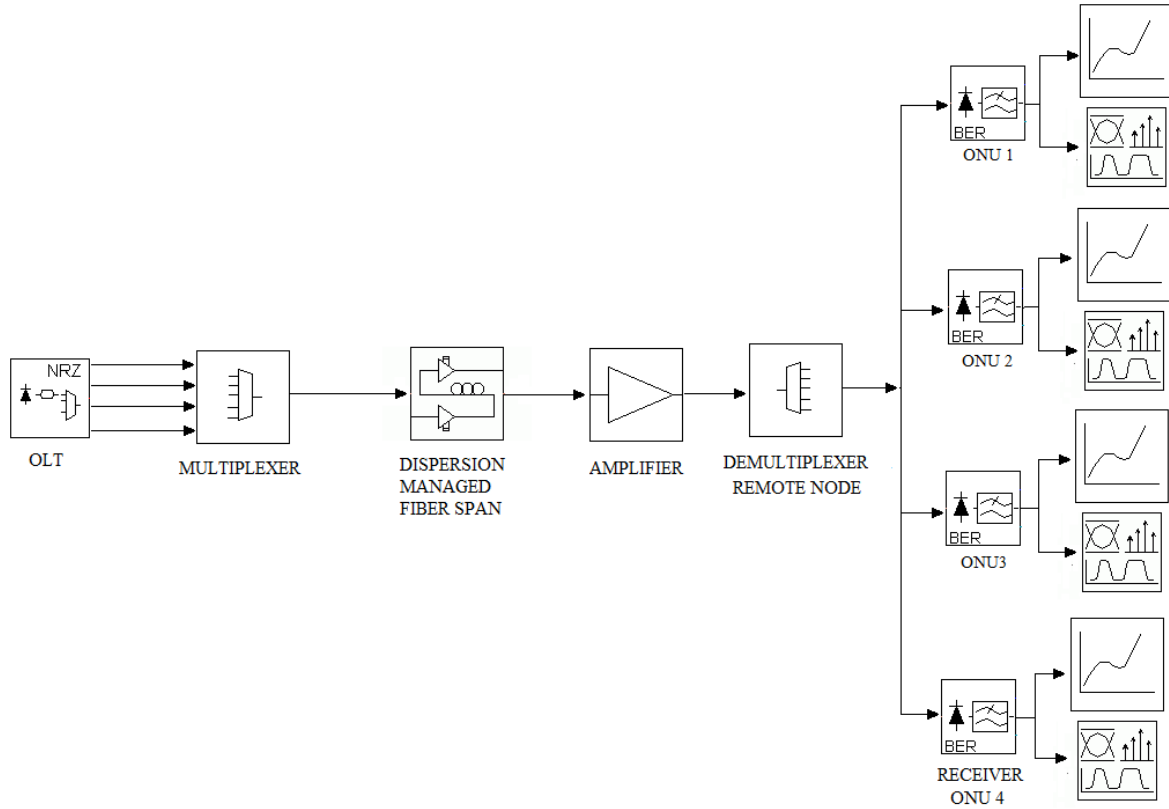 BER
ONU 1
BER
ONU 2
NRZ
OLT
MULTIPLEXER
DISPERSION
MANAGED
FIBER SPAN
AMPLIFIER
DEMULTIPLEXER
REMOTE NODE
BER
ONU3
BER
RECEIVER
ONU 4